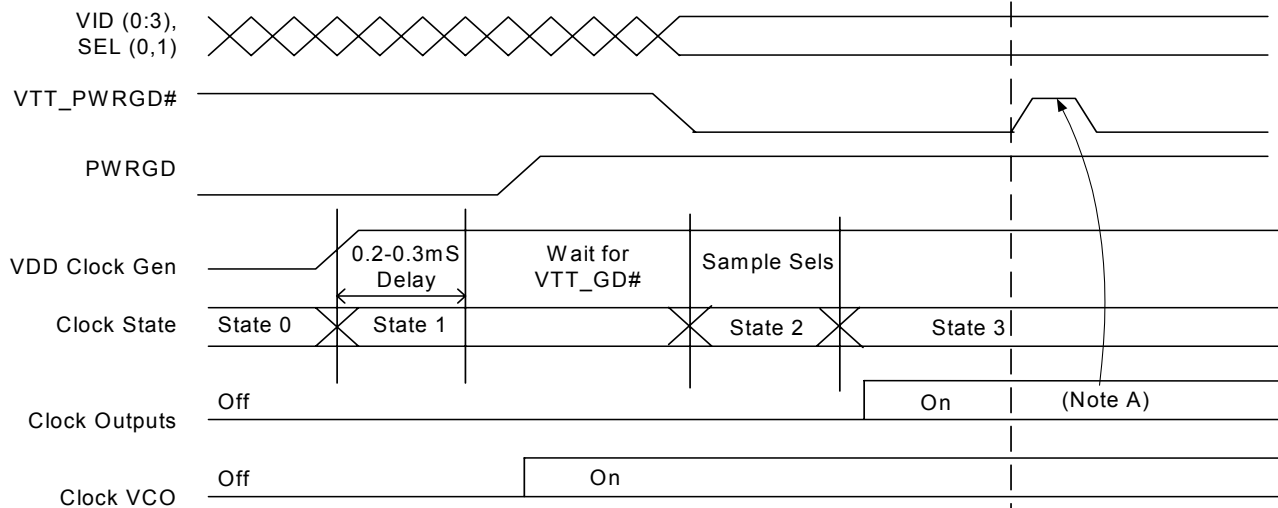 VID (0:3),
SEL (0,1)
VTT_PWRGD#
PWRGD
VDD Clock Gen
0.2-0.3mS
Delay
Wait for
VTT_GD#
Sample Sels
Clock State
State 0
State 1
State 2
State 3
Clock Outputs
Off
On
(Note A)
Clock VCO
Off
On